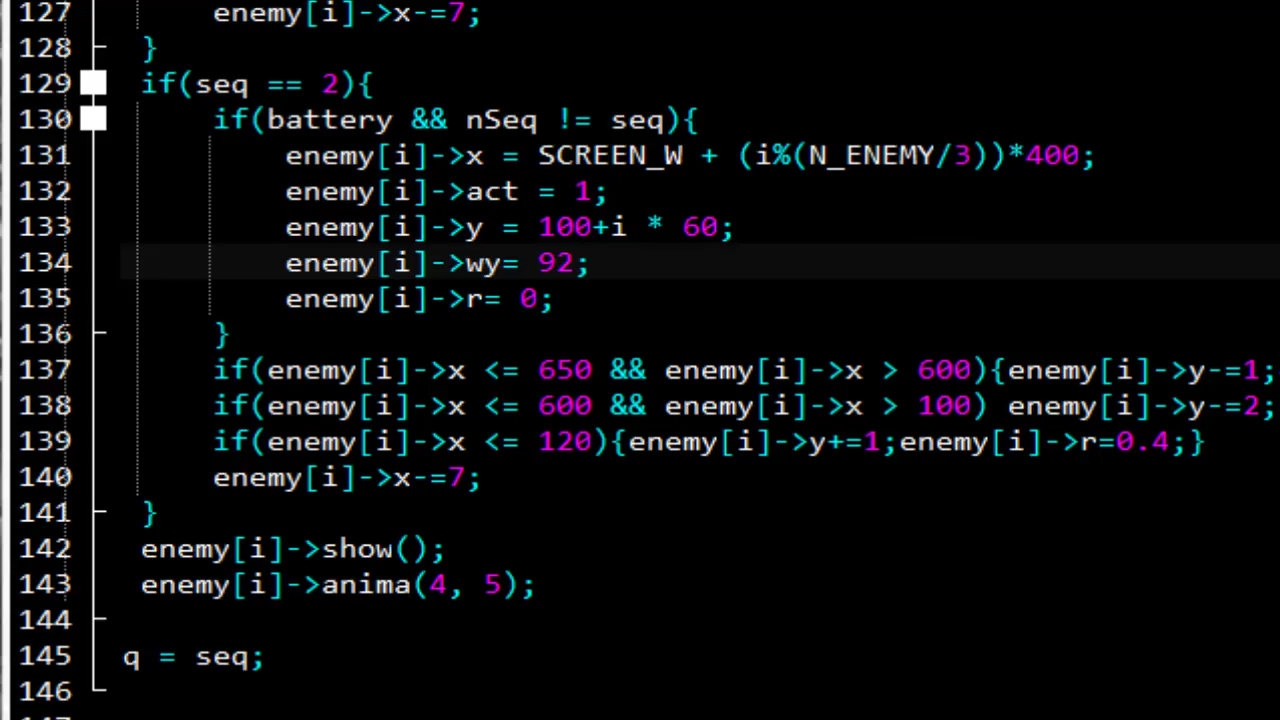 127 enemy[i]->x-=7;
128 }
129 if(seq == 2){
130 if(battery && nSeq != seq){
131 enemy[i]->x = SCREEN_W + (i%(N_ENEMY/3))*400;
132 enemy[i]->act = 1;
133 enemy[i]->y = 100+i * 60;
134 enemy[i]->wy= 92;
135 enemy[i]->r= 0;
136 }
137 if(enemy[i]->x <= 650 && enemy[i]->x > 600){enemy[i]->y-=1;
138 if(enemy[i]->x <= 600 && enemy[i]->x > 100) enemy[i]->y-=2;
139 if(enemy[i]->x <= 120){enemy[i]->y+=1;enemy[i]->r=0.4;}
140 enemy[i]->x-=7;
141 }
142 enemy[i]->show();
143 enemy[i]->anima(4, 5);
144
145 q = seq;
146